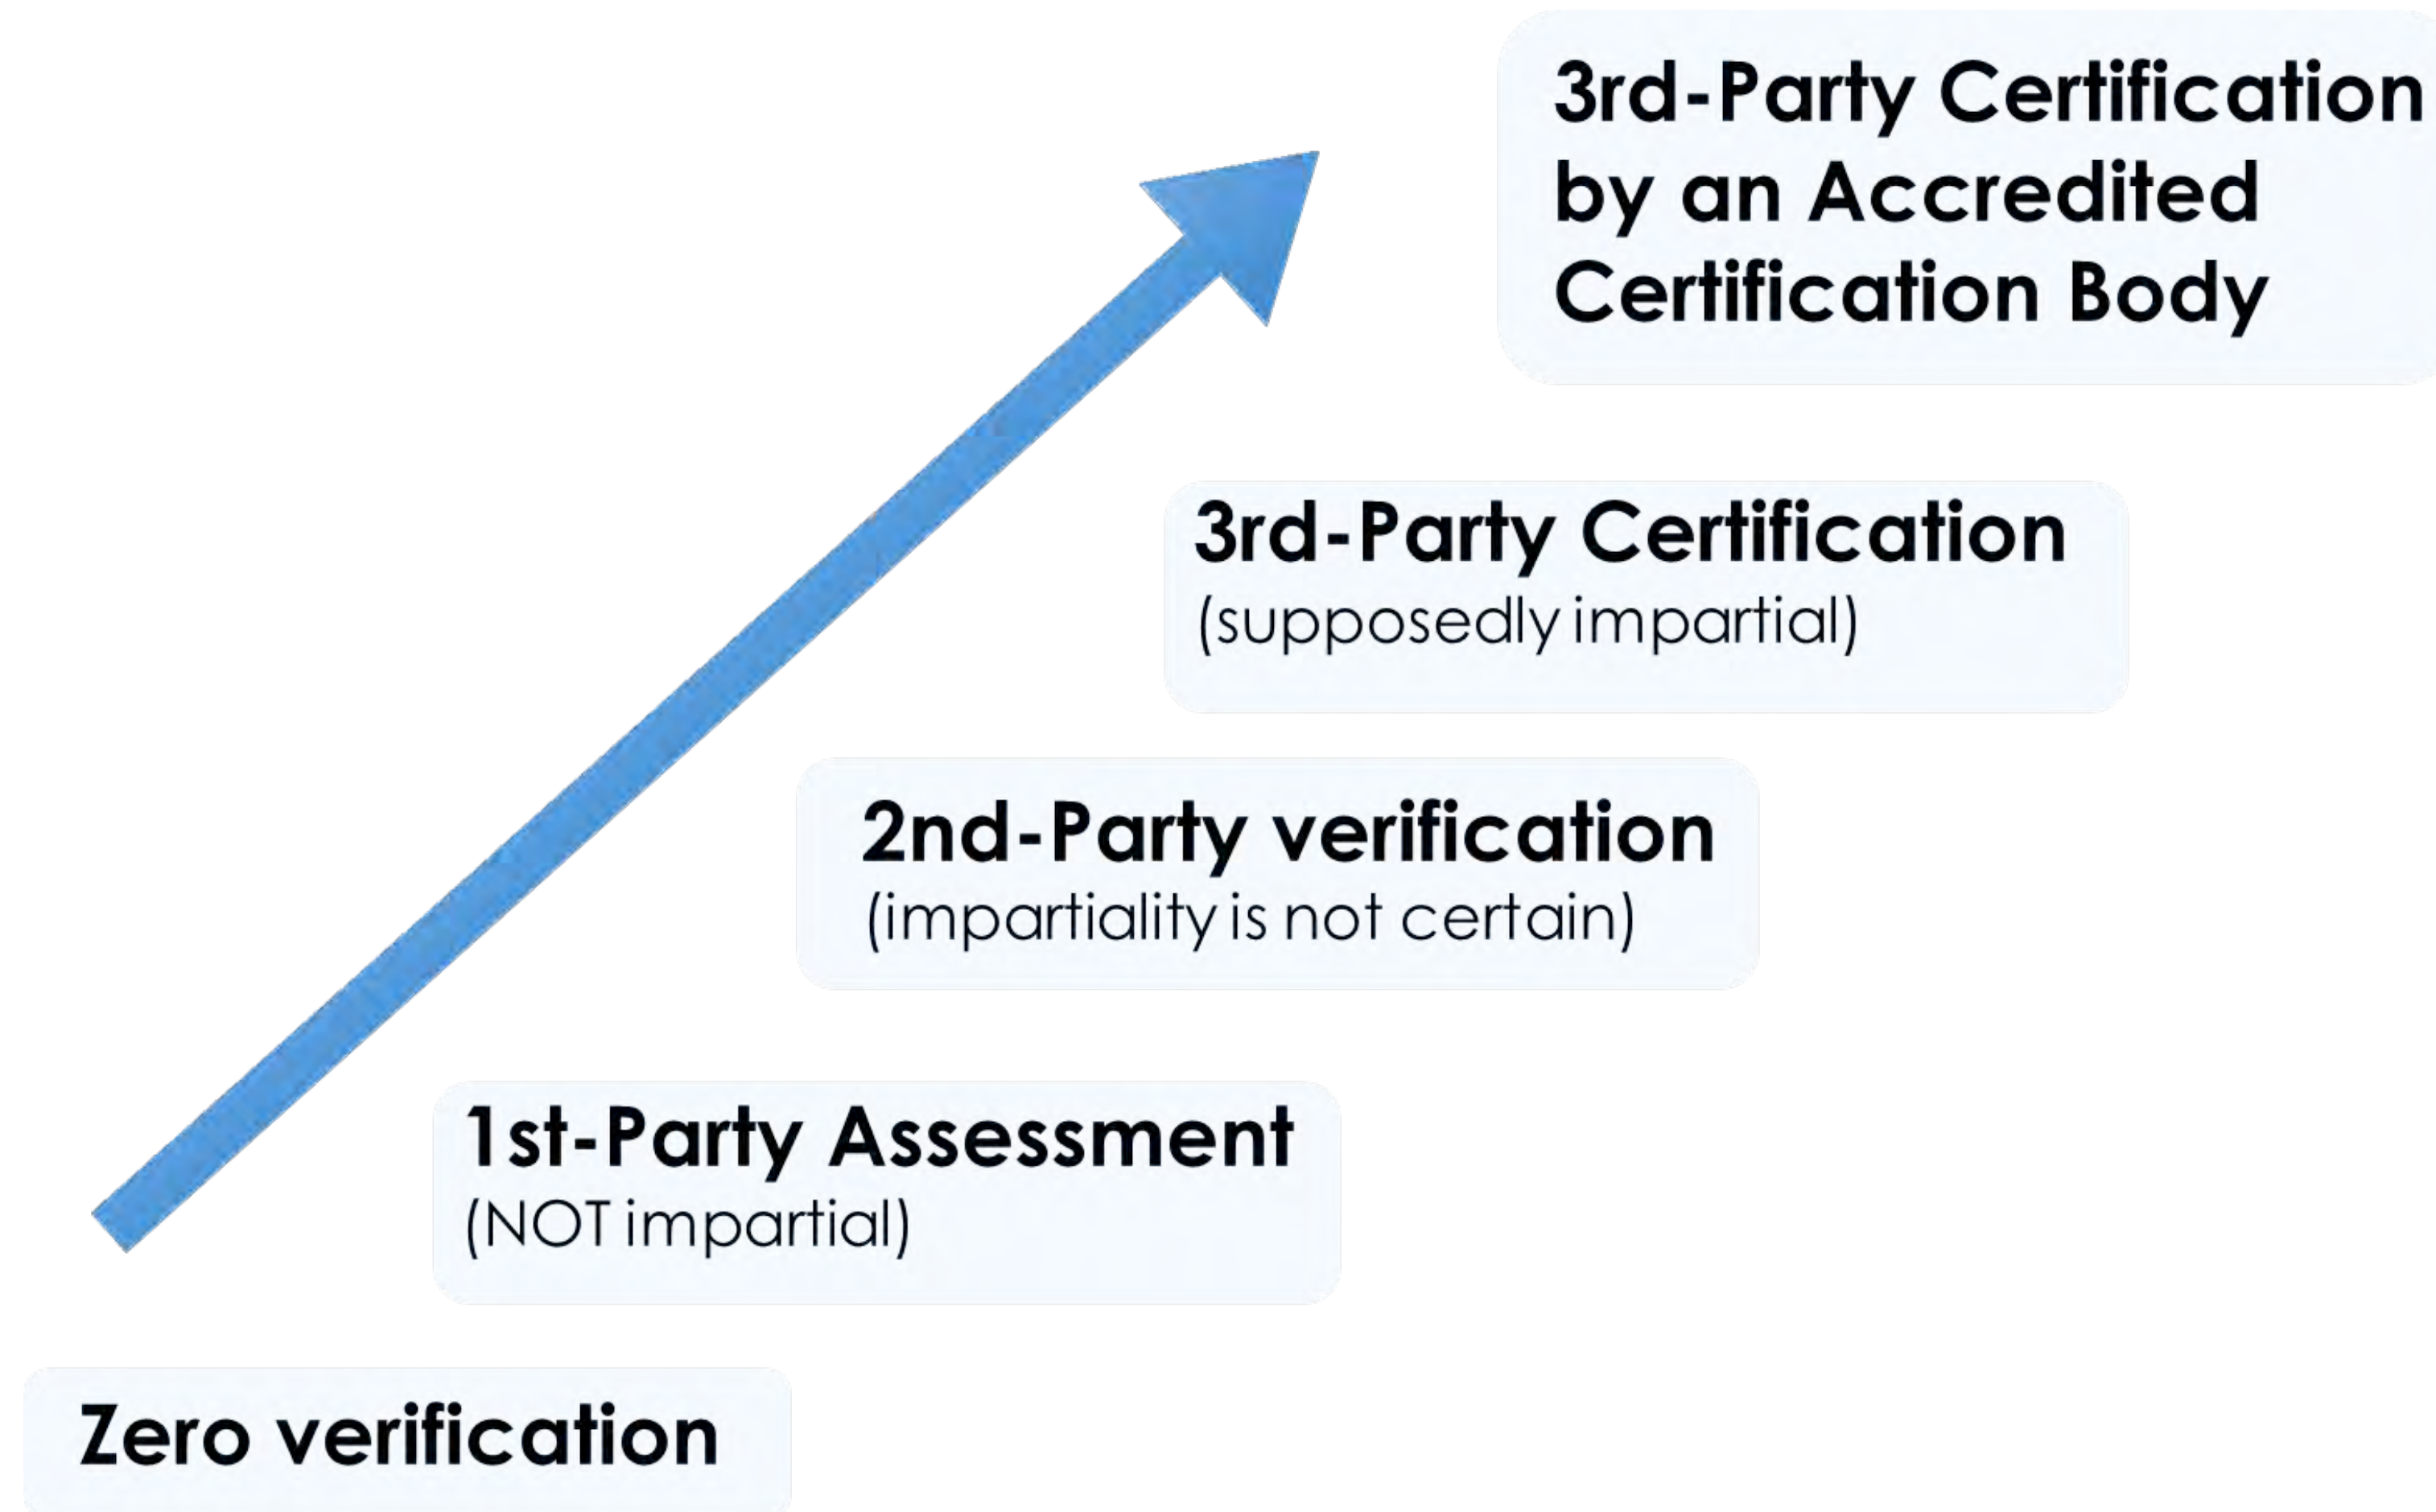 3rd-Party Certification
by an Accredited
Certification Body
3rd-Party Certification
(supposedly impartial)
2nd-Party verification
(impartiality is not certain)
1st-Party Assessment
(NOT impartial)
Zero verification